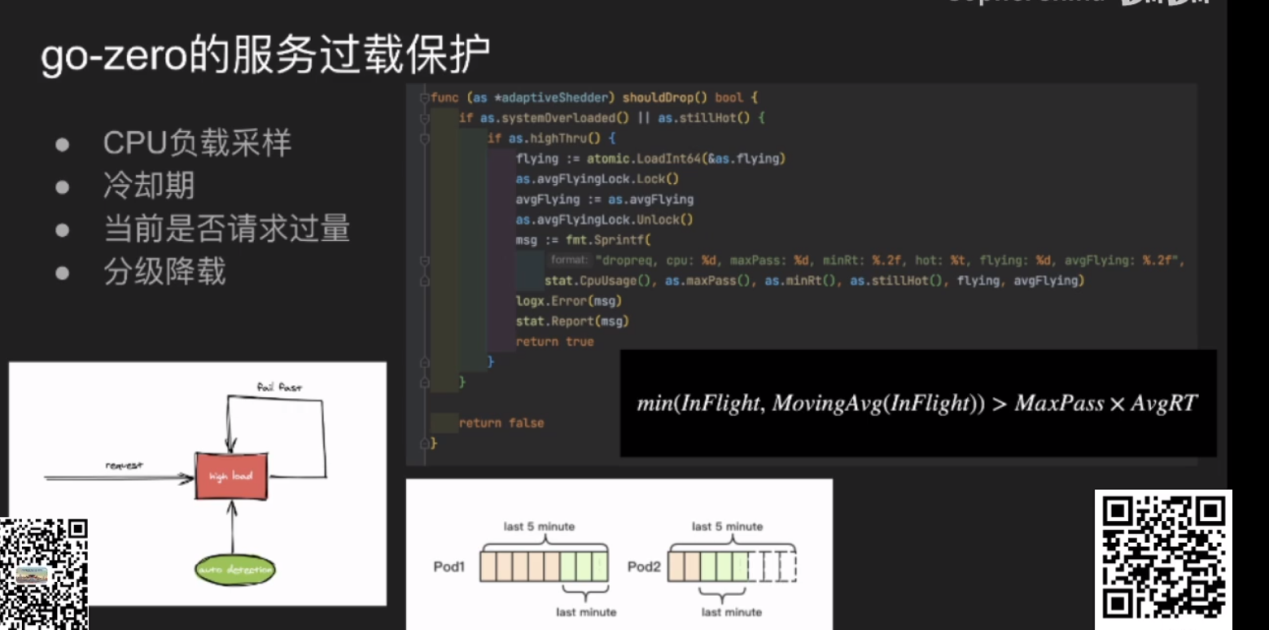 go-zero的服务过载保护
● CPU负载采样
● 冷却期
● 当前是否请求过量
● 分级降载
func (as *adaptiveShedder) shouldDrop() bool {
if as.systemOverloaded() || as.stillHot() {
if as.highThru() {
flying := atomic.LoadInt64(&as.flying)
as.avgFlyingLock.Lock()
avgFlying := as.avgFlying
as.avgFlyingLock.Unlock()
msg := fmt.Sprintf(
format: "dropreq, cpu: %d, maxPass: %d, minRt: %.2f, hot: %t, flying: %d, avgFlying: %.2f",
stat.CpuUsage(), as.maxPass(), as.minRt(), as.stillHot(), flying, avgFlying)
logx.Error(msg)
stat.Report(msg)
return true
}
}
return false
}
min(InFlight, MovingAvg(InFlight)) > MaxPass × AvgRT
fail fast
request
high load
auto detection
last 5 minute
last 5 minute
Pod1
Pod2
last minute
last minute